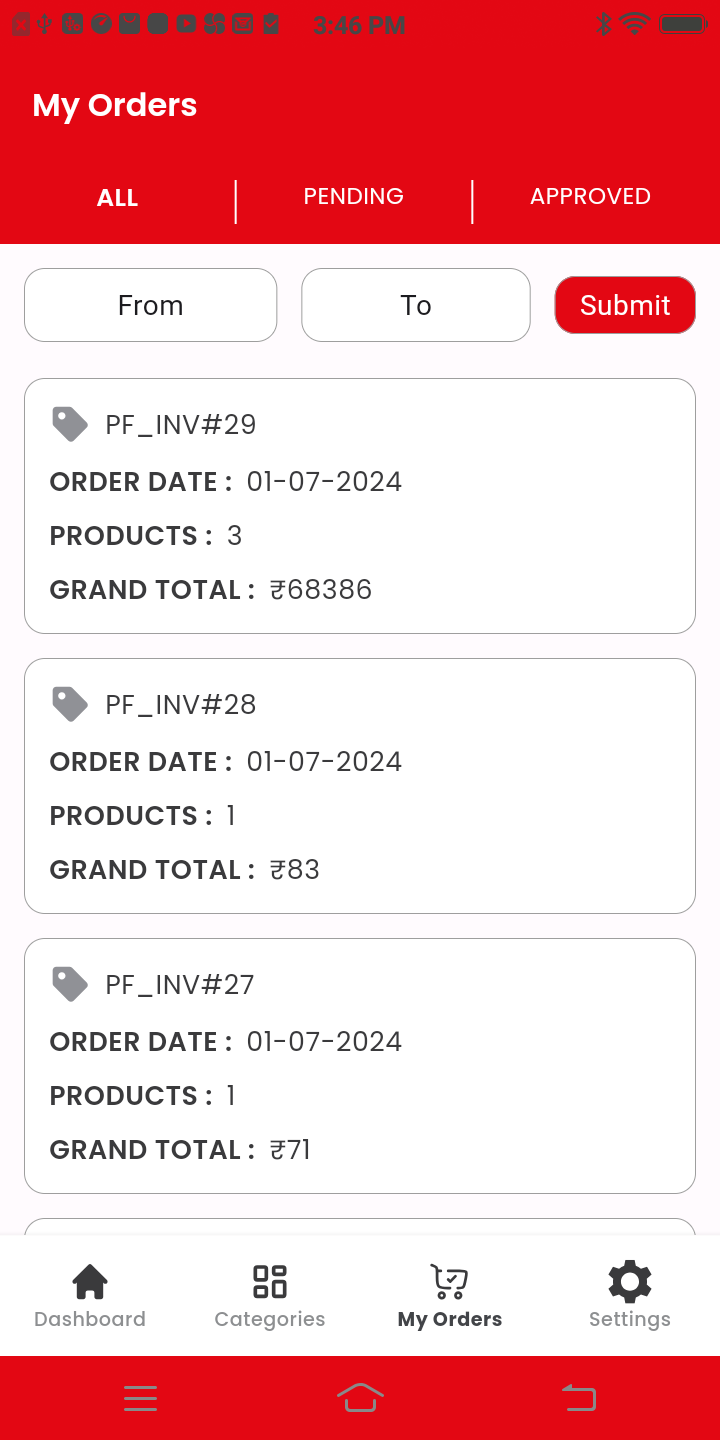 3:46 PM
My Orders
ALL PENDING APPROVED
From To Submit
PF_INV#29
ORDER DATE : 01-07-2024
PRODUCTS : 3
GRAND TOTAL : ₹68386
PF_INV#28
ORDER DATE : 01-07-2024
PRODUCTS : 1
GRAND TOTAL : ₹83
PF_INV#27
ORDER DATE : 01-07-2024
PRODUCTS : 1
GRAND TOTAL : ₹71
Dashboard Categories My Orders Settings